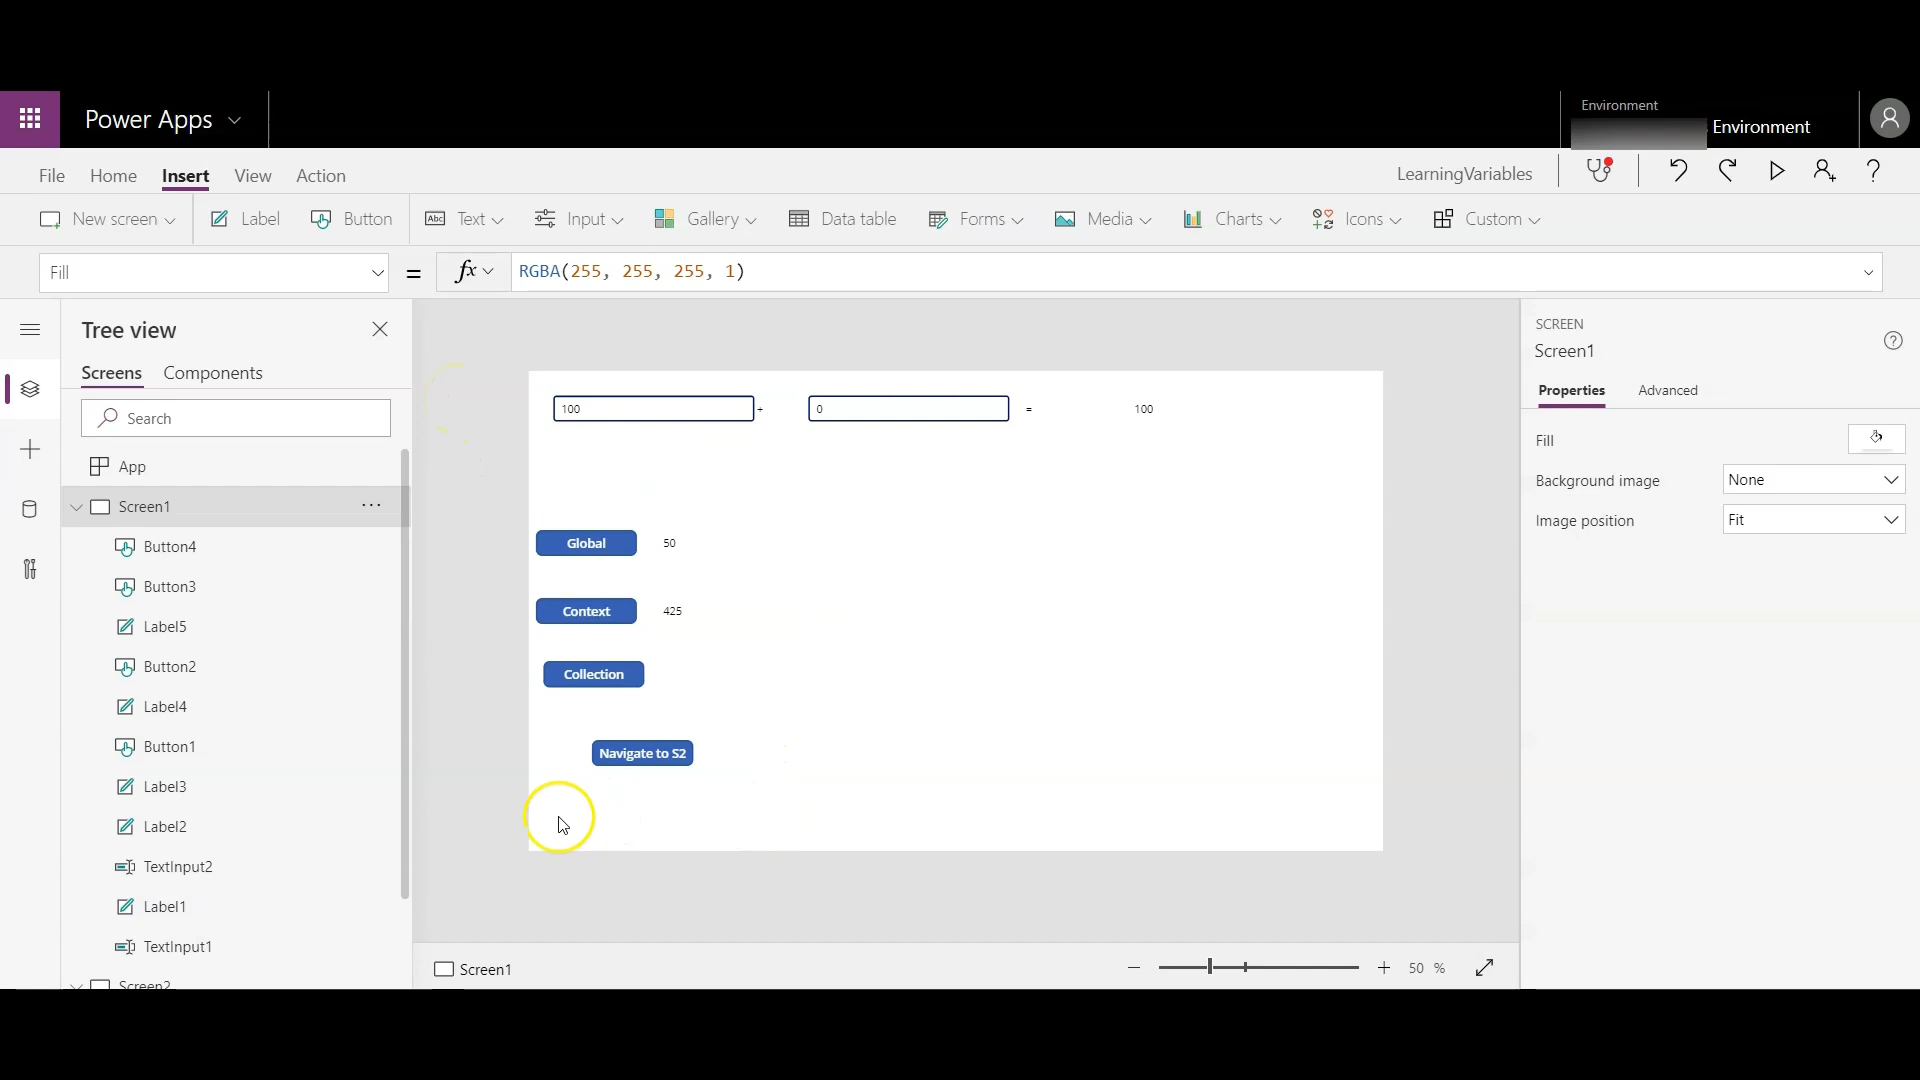 Power Apps
Environment
Environment
File Home Insert View Action
LearningVariables
New screen Label Button Abc Text Input Gallery Data table Forms Media Charts Icons Custom
Fill = fx RGBA(255, 255, 255, 1)
Tree view
Screens Components
Search
App
Screen1
Button4
Button3
Label5
Button2
Label4
Button1
Label3
Label2
TextInput2
Label1
TextInput1
Screen2
100 + 0 = 100
Global 50
Context 425
Collection
Navigate to S2
Screen1
50 %
SCREEN
Screen1
Properties Advanced
Fill
Background image None
Image position Fit